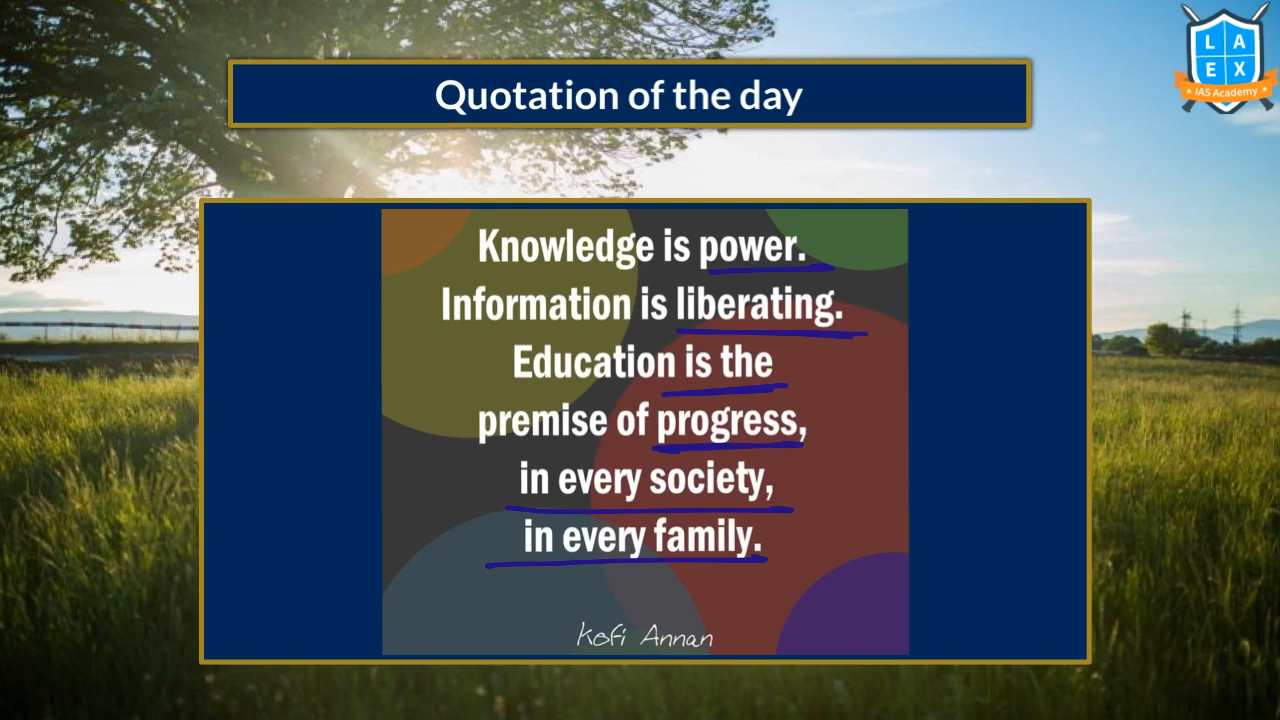 Quotation of the day
L A
E X
IAS Academy
Knowledge is power.
Information is liberating.
Education is the
premise of progress,
in every society,
in every family.
Kofi Annan